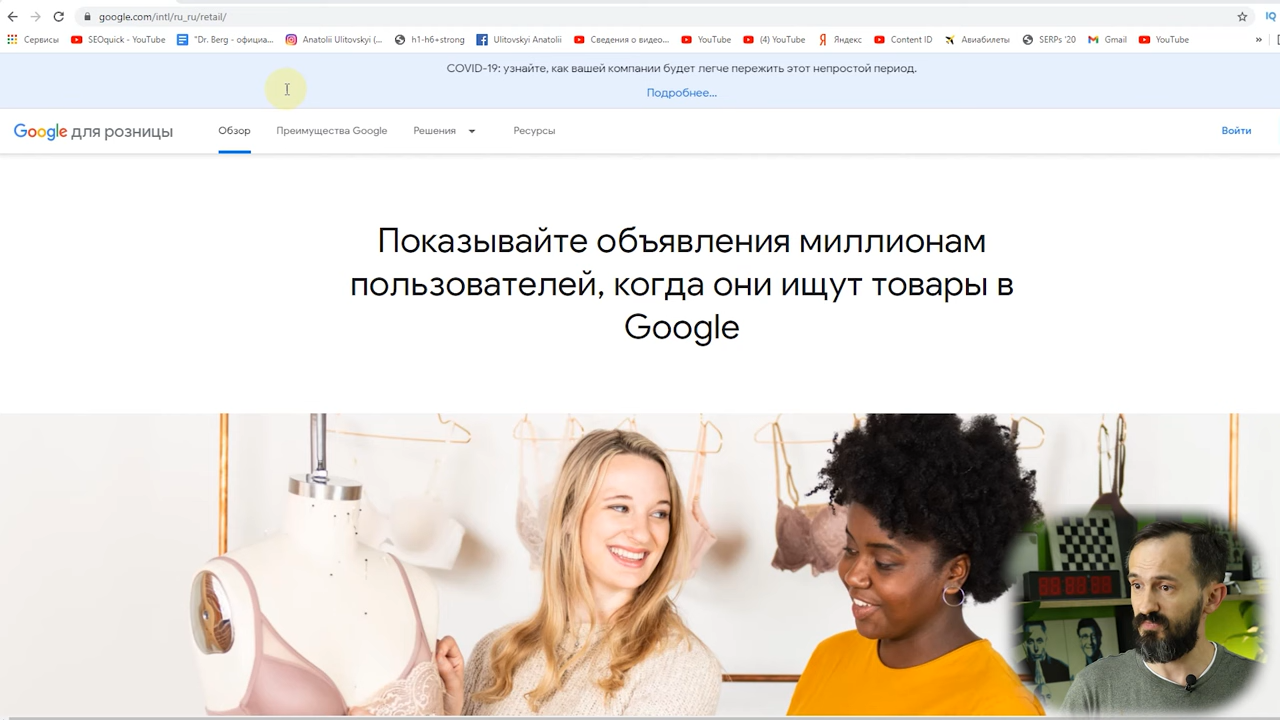 google.com/intl/ru_ru/retail/
IQ
Сервисы
SEOquick - YouTube
"Dr. Berg - официа...
Anatolii Ulitovskyi (...
h1-h6+strong
Ulitovskyi Anatolii
Сведения о видео...
YouTube
(4) YouTube
Яндекс
Content ID
Авиабилеты
SERPs '20
Gmail
YouTube
»
COVID-19: узнайте, как вашей компании будет легче пережить этот непростой период.
Подробнее...
Google для розницы
Обзор
Преимущества Google
Решения
Ресурсы
Войти
Показывайте объявления миллионам
пользователей, когда они ищут товары в
Google